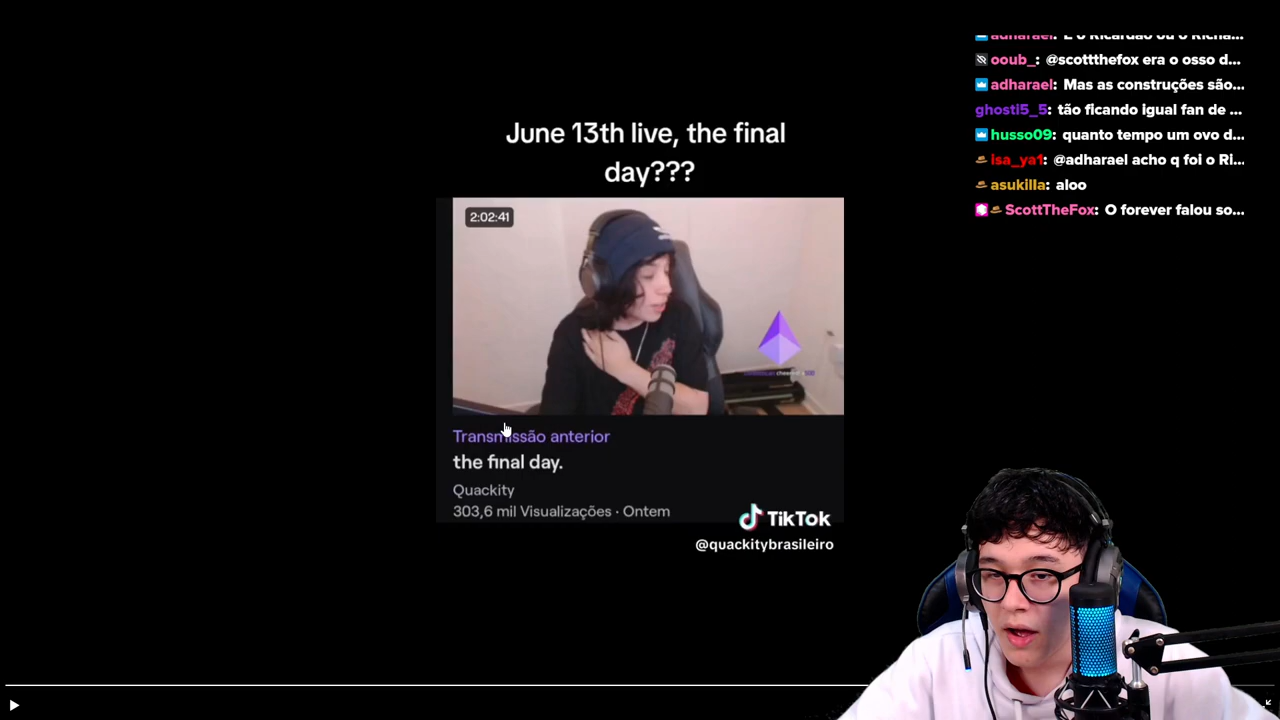 ooub_: @scottthefox era o osso d...
adharael: Mas as construções são...
ghosti5_5: tão ficando igual fan de ...
husso09: quanto tempo um ovo d...
isa_ya1: @adharael acho q foi o Ri...
asukilla: aloo
ScottTheFox: O forever falou so...
June 13th live, the final
day???
2:02:41
Transmissão anterior
the final day.
Quackity
303,6 mil Visualizações · Ontem
TikTok
@quackitybrasileiro